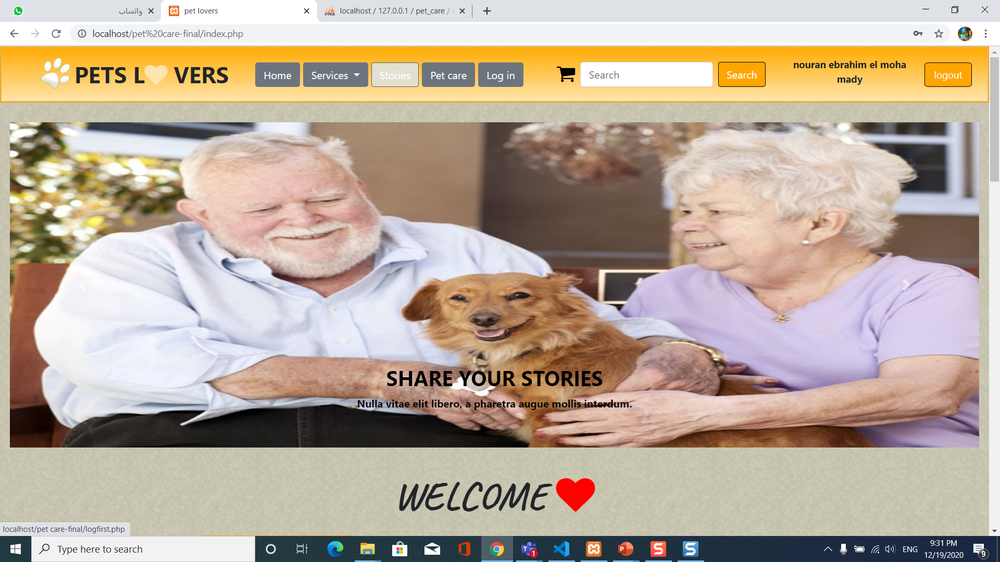 واتساب
pet lovers
localhost / 127.0.0.1 / pet_care /
localhost/pet%20care-final/index.php
PETS L VERS
Home
Services
Stories
Pet care
Log in
Search
Search
nouran ebrahim el moha
mady
logout
SHARE YOUR STORIES
Nulla vitae elit libero, a pharetra augue mollis interdum.
WELCOME
localhost/pet care-final/logfirst.php
Type here to search
1
ENG
9:31 PM
12/19/2020
9